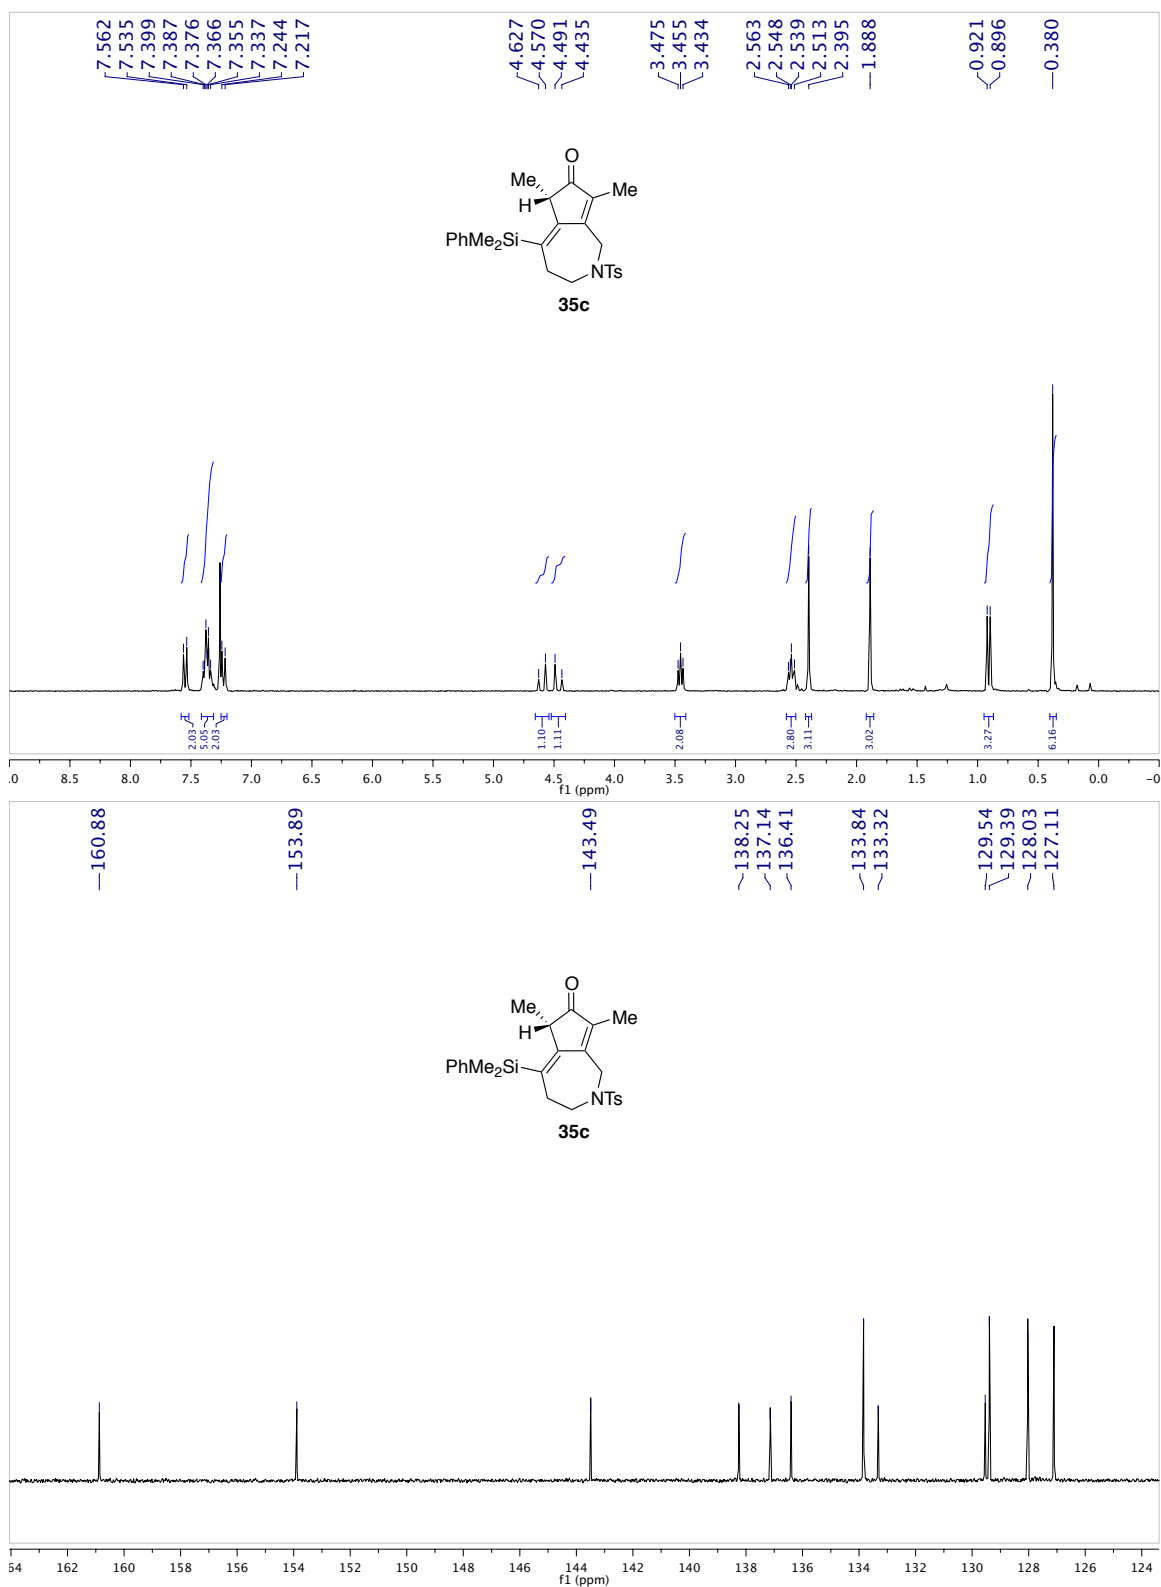 7.562 7.535 7.399 7.387 7.376 7.366 7.355 7.337 7.244 7.217 4.627 4.570 4.491 4.435 3.475 3.455 3.434 2.563 2.548 2.539 2.513 2.395 1.888 0.921 0.896 0.380
O
Me
Me
H
PhMe2Si
NTs
35c
2.03 5.05 2.03 1.10 1.11 2.08 2.80 3.11 3.02 3.27 6.16
.0 8.5 8.0 7.5 7.0 6.5 6.0 5.5 5.0 4.5 4.0 3.5 3.0 2.5 2.0 1.5 1.0 0.5 0.0 -0
f1 (ppm)
160.88 153.89 143.49 138.25 137.14 136.41 133.84 133.32 129.54 129.39 128.03 127.11
O
Me
Me
H
PhMe2Si
NTs
35c
54 162 160 158 156 154 152 150 148 146 144 142 140 138 136 134 132 130 128 126 124
f1 (ppm)